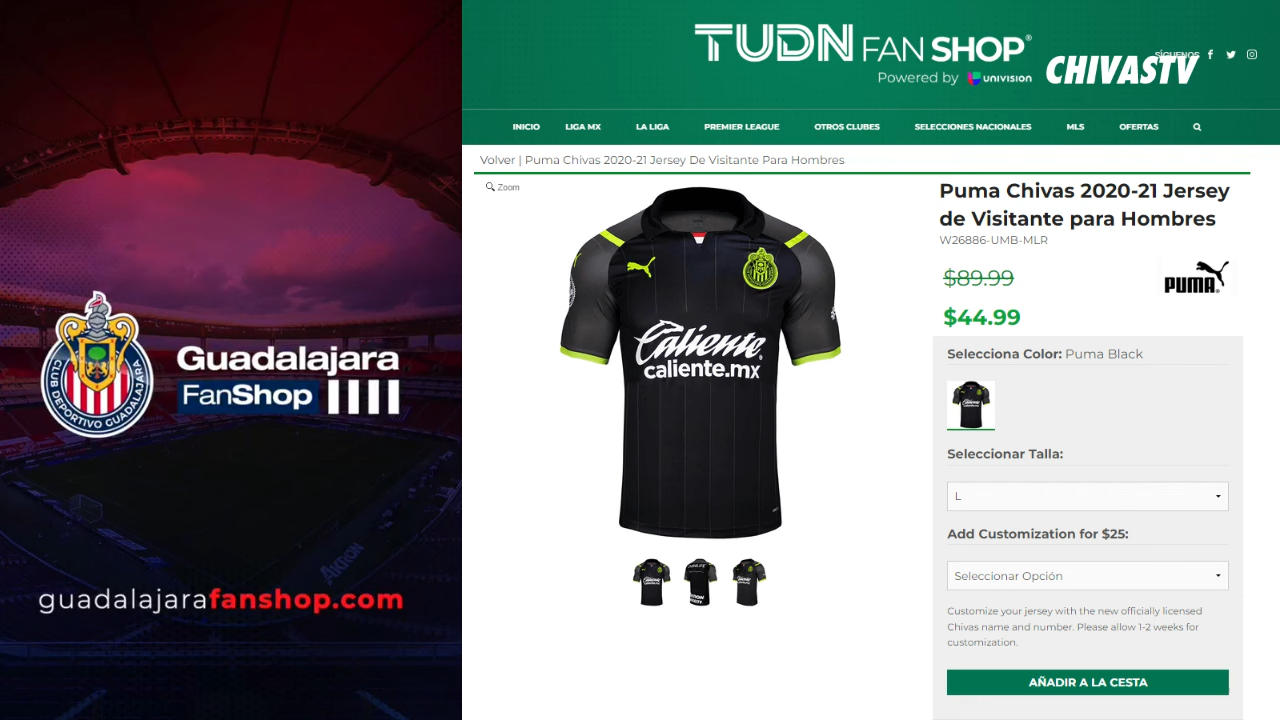 CLUB DEPORTIVO GUADALAJARA
Guadalajara
FanShop
AKRON
guadalajarafanshop.com
TUDN FAN SHOP®
Powered by UNIVISION
SÍGUENOS
CHIVASTV
INICIO LIGA MX LA LIGA PREMIER LEAGUE OTROS CLUBES SELECCIONES NACIONALES MLS OFERTAS
Volver | Puma Chivas 2020-21 Jersey De Visitante Para Hombres
Zoom
Caliente®
caliente.mx
Puma Chivas 2020-21 Jersey
de Visitante para Hombres
W26886-UMB-MLR
$89.99
PUMA®
$44.99
Selecciona Color: Puma Black
Seleccionar Talla:
L
Add Customization for $25:
Seleccionar Opción
Customize your jersey with the new officially licensed
Chivas name and number. Please allow 1-2 weeks for
customization.
AÑADIR A LA CESTA